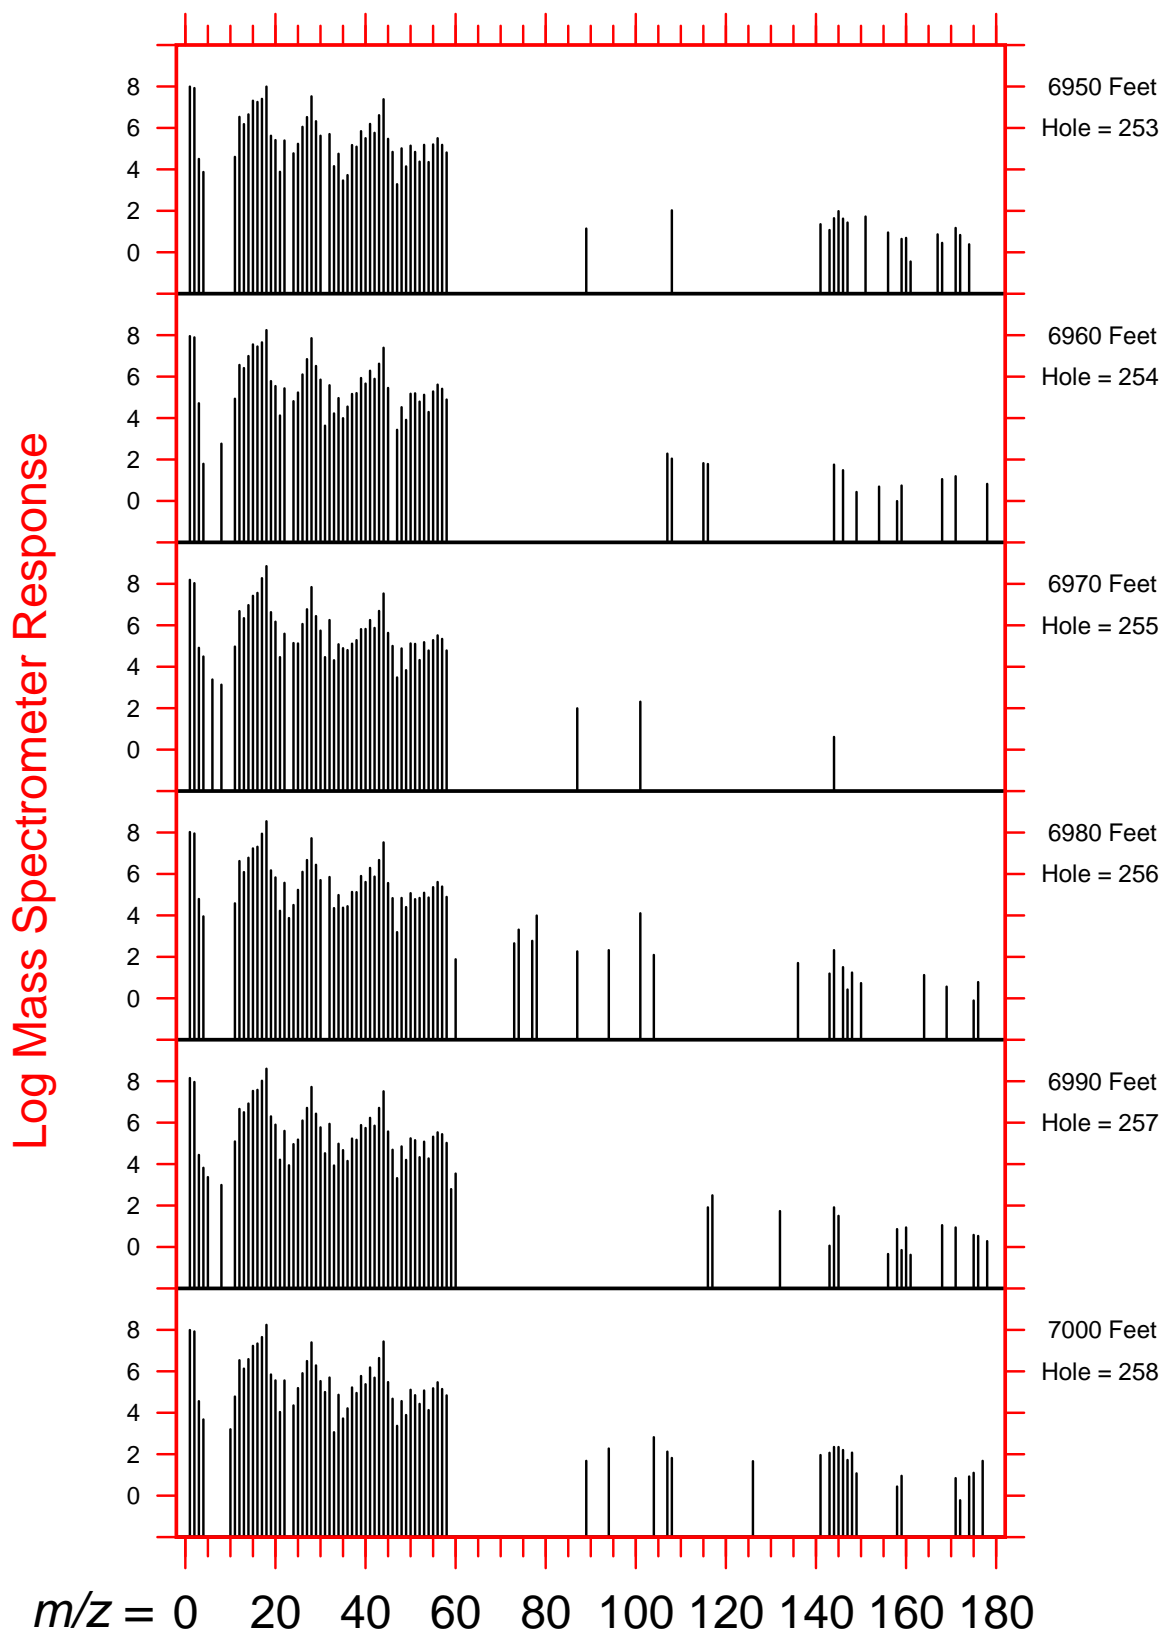 8
6
4
2
0
6950 Feet
Hole = 253
8
6
4
2
0
6960 Feet
Hole = 254
8
6
4
2
0
6970 Feet
Hole = 255
8
6
4
2
0
6980 Feet
Hole = 256
8
6
4
2
0
6990 Feet
Hole = 257
8
6
4
2
0
7000 Feet
Hole = 258
Log Mass Spectrometer Response
m/z = 0 20 40 60 80 100 120 140 160 180